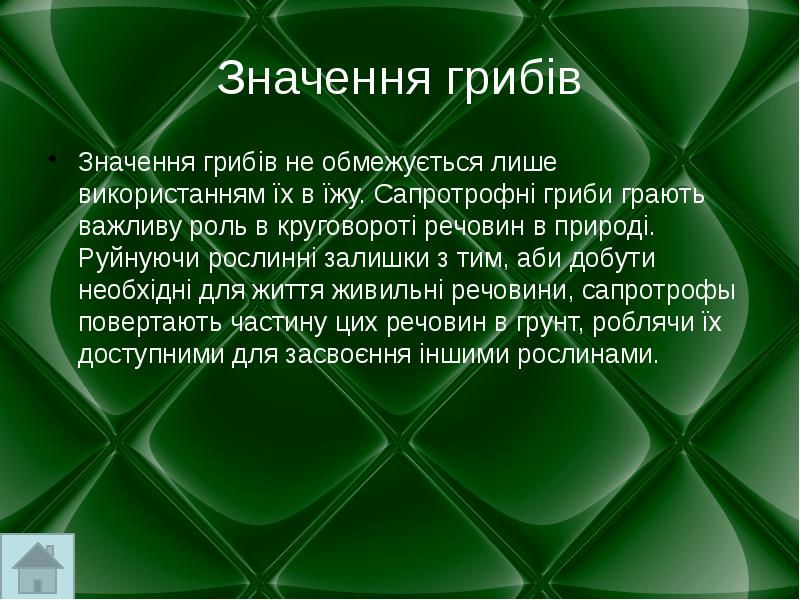 Значення грибів
Значення грибів не обмежується лише
використанням їх в їжу. Сапротрофні гриби грають
важливу роль в круговороті речовин в природі.
Руйнуючи рослинні залишки з тим, аби добути
необхідні для життя живильні речовини, сапротрофы
повертають частину цих речовин в грунт, роблячи їх
доступними для засвоєння іншими рослинами.